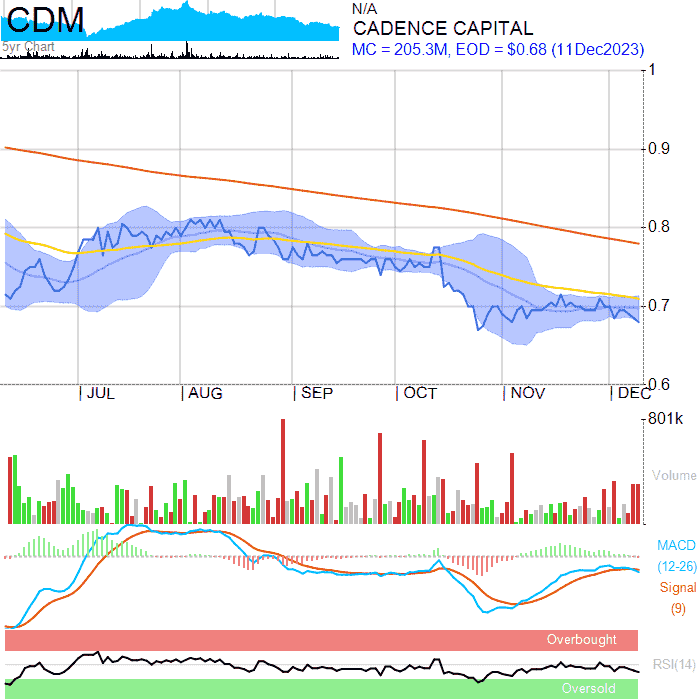 CDM
5yr Chart
N/A
CADENCE CAPITAL
MC = 205.3M, EOD = $0.68 (11Dec2023)
1
0.9
0.8
0.7
0.6
JUL AUG SEP OCT NOV DEC
801k
Volume
MACD
(12-26)
Signal
(9)
Overbought
RSI(14)
Oversold